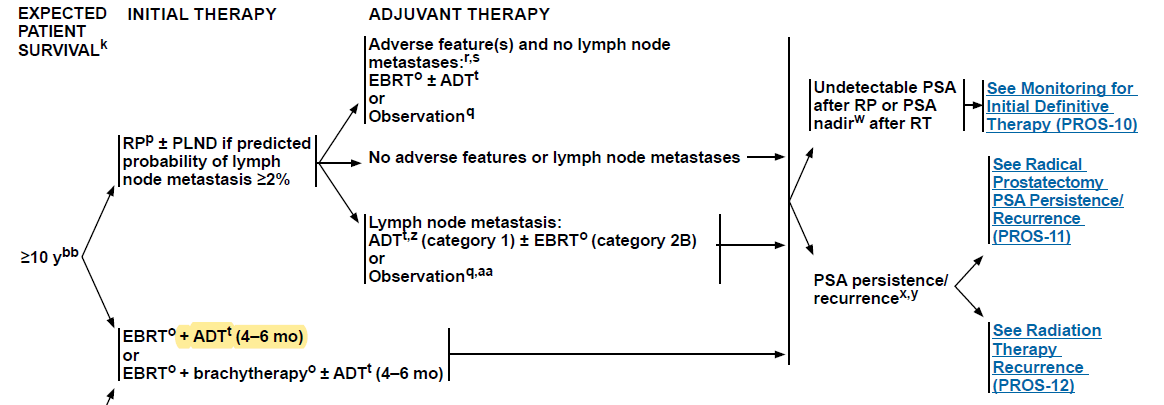 EXPECTED
PATIENT
SURVIVALk
INITIAL THERAPY
ADJUVANT THERAPY
≥10 ybb
RPp ± PLND if predicted
probability of lymph
node metastasis ≥2%
EBRTo + ADTt (4–6 mo)
or
EBRTo + brachytherapyo ± ADTt (4–6 mo)
Adverse feature(s) and no lymph node
metastases:r,s
EBRTo ± ADTt
or
Observationq
No adverse features or lymph node metastases
Lymph node metastasis:
ADTt,z (category 1) ± EBRTo (category 2B)
or
Observationq,aa
Undetectable PSA
after RP or PSA
nadirw after RT
PSA persistence/
recurrencex,y
See Monitoring for
Initial Definitive
Therapy (PROS-10)
See Radical
Prostatectomy
PSA Persistence/
Recurrence
(PROS-11)
See Radiation
Therapy
Recurrence
(PROS-12)